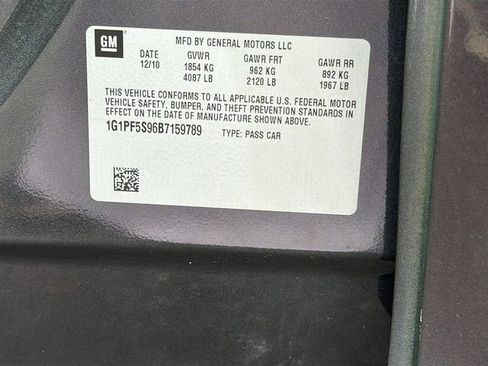 GM
MFD BY GENERAL MOTORS LLC
DATE GVWR GAWR FRT GAWR RR
12/10 1854 KG 962 KG 892 KG
4087 LB 2120 LB 1967 LB
THIS VEHICLE CONFORMS TO ALL APPLICABLE U.S. FEDERAL MOTOR
VEHICLE SAFETY, BUMPER, AND THEFT PREVENTION STANDARDS IN
EFFECT ON THE DATE OF MANUFACTURE SHOWN ABOVE.
1G1PF5S96B7159789 TYPE: PASS CAR